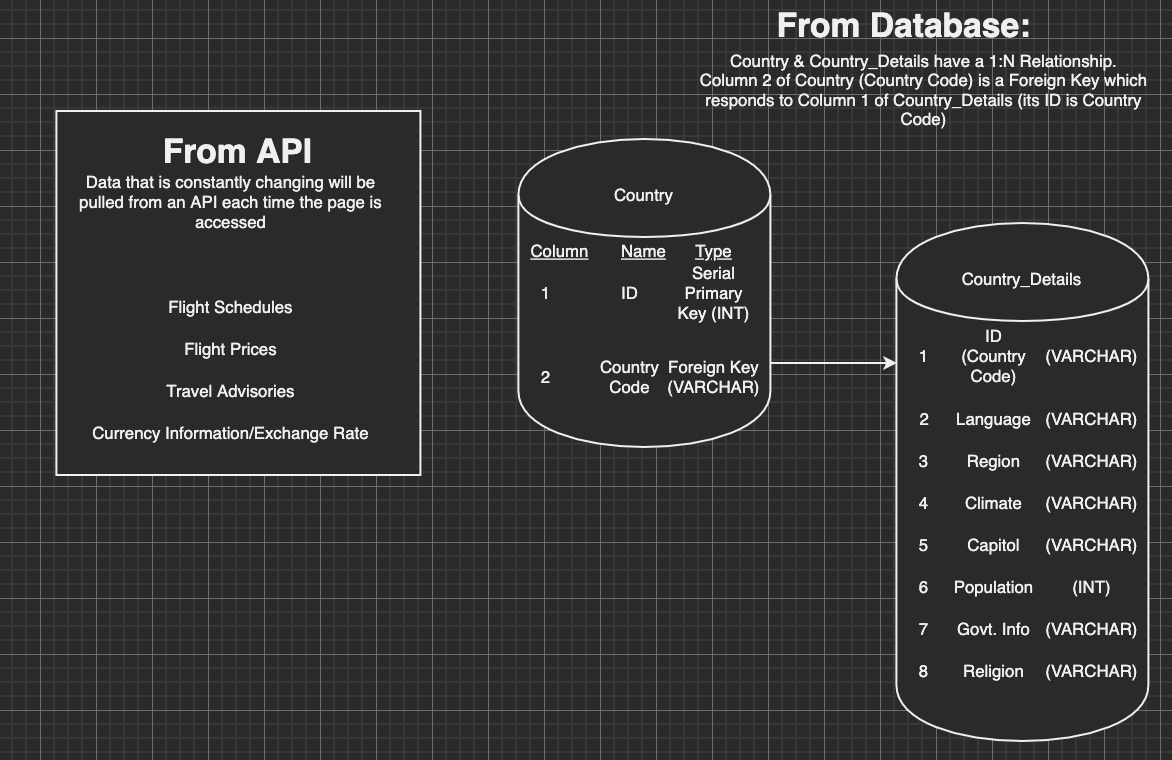 From Database:
Country & Country_Details have a 1:N Relationship.
Column 2 of Country (Country Code) is a Foreign Key which
responds to Column 1 of Country_Details (its ID is Country
Code)
From API
Data that is constantly changing will be
pulled from an API each time the page is
accessed
Flight Schedules
Flight Prices
Travel Advisories
Currency Information/Exchange Rate
Country
Column Name Type
1 ID Serial
Primary
Key (INT)
2 Country
Code Foreign Key
(VARCHAR)
Country_Details
1 ID
(Country
Code) (VARCHAR)
2 Language (VARCHAR)
3 Region (VARCHAR)
4 Climate (VARCHAR)
5 Capitol (VARCHAR)
6 Population (INT)
7 Govt. Info (VARCHAR)
8 Religion (VARCHAR)